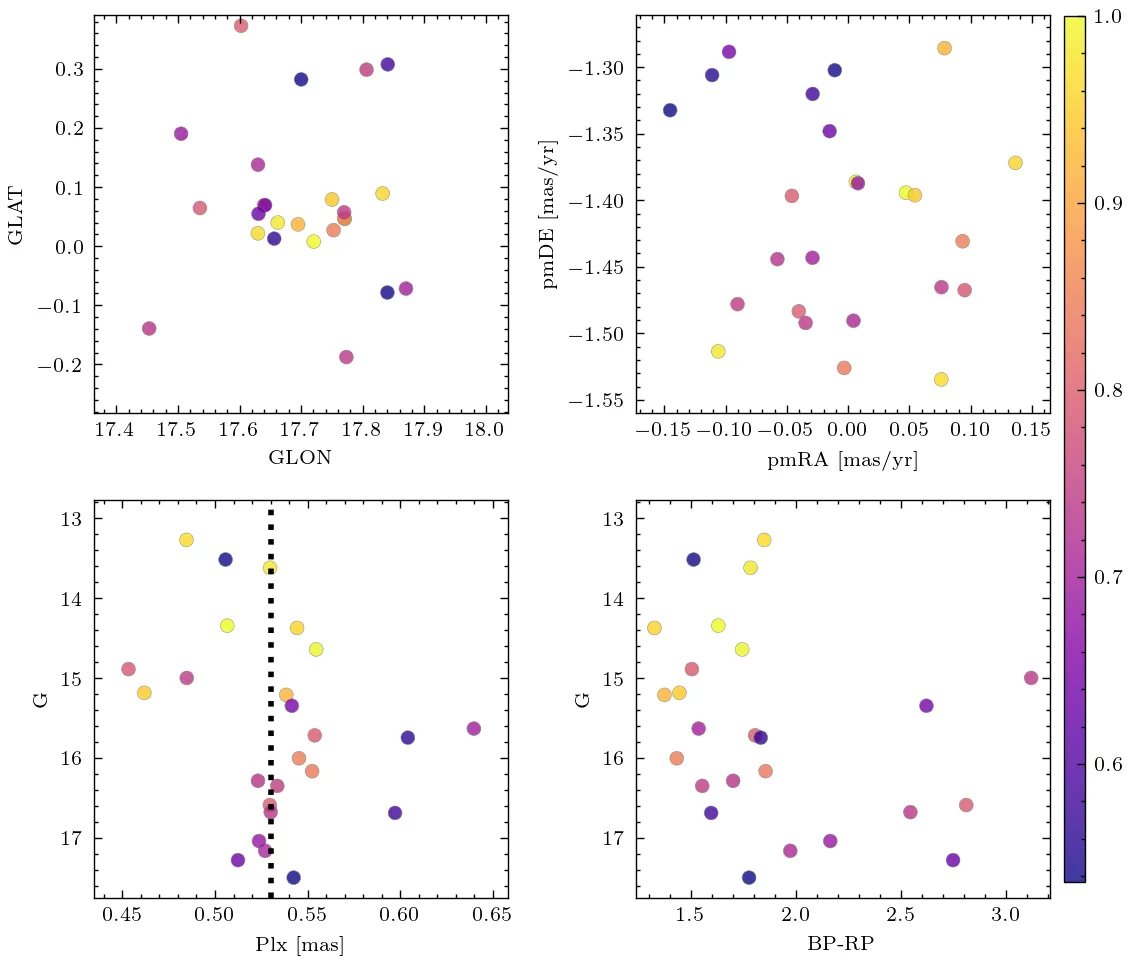 0.3
0.2
0.1
0.0
−0.1
−0.2
GLAT
17.4 17.5 17.6 17.7 17.8 17.9 18.0
GLON
−1.30
−1.35
−1.40
−1.45
−1.50
−1.55
pmDE [mas/yr]
−0.15 −0.10 −0.05 0.00 0.05 0.10 0.15
pmRA [mas/yr]
1.0
0.9
0.8
0.7
0.6
13
14
15
16
17
G
0.45 0.50 0.55 0.60 0.65
Plx [mas]
13
14
15
16
17
G
1.5 2.0 2.5 3.0
BP-RP